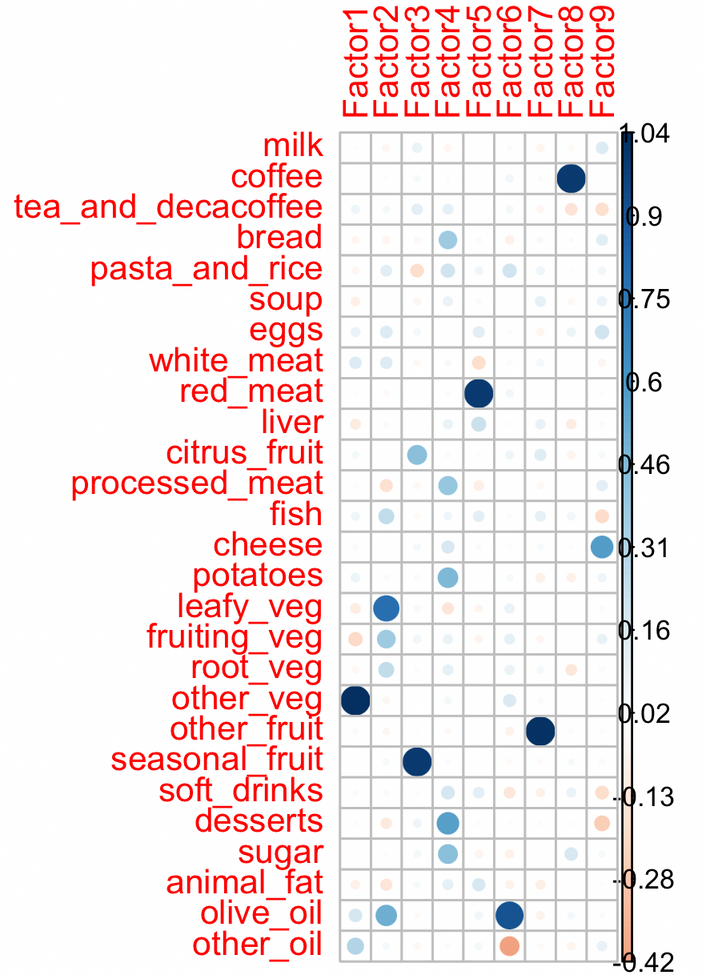 Factor1
Factor2
Factor3
Factor4
Factor5
Factor6
Factor7
Factor8
Factor9
milk
coffee
tea_and_decacoffee
bread
pasta_and_rice
soup
eggs
white_meat
red_meat
liver
citrus_fruit
processed_meat
fish
cheese
potatoes
leafy_veg
fruiting_veg
root_veg
other_veg
other_fruit
seasonal_fruit
soft_drinks
desserts
sugar
animal_fat
olive_oil
other_oil
1.04
0.9
0.75
0.6
0.46
0.31
0.16
0.02
-0.13
-0.28
-0.42